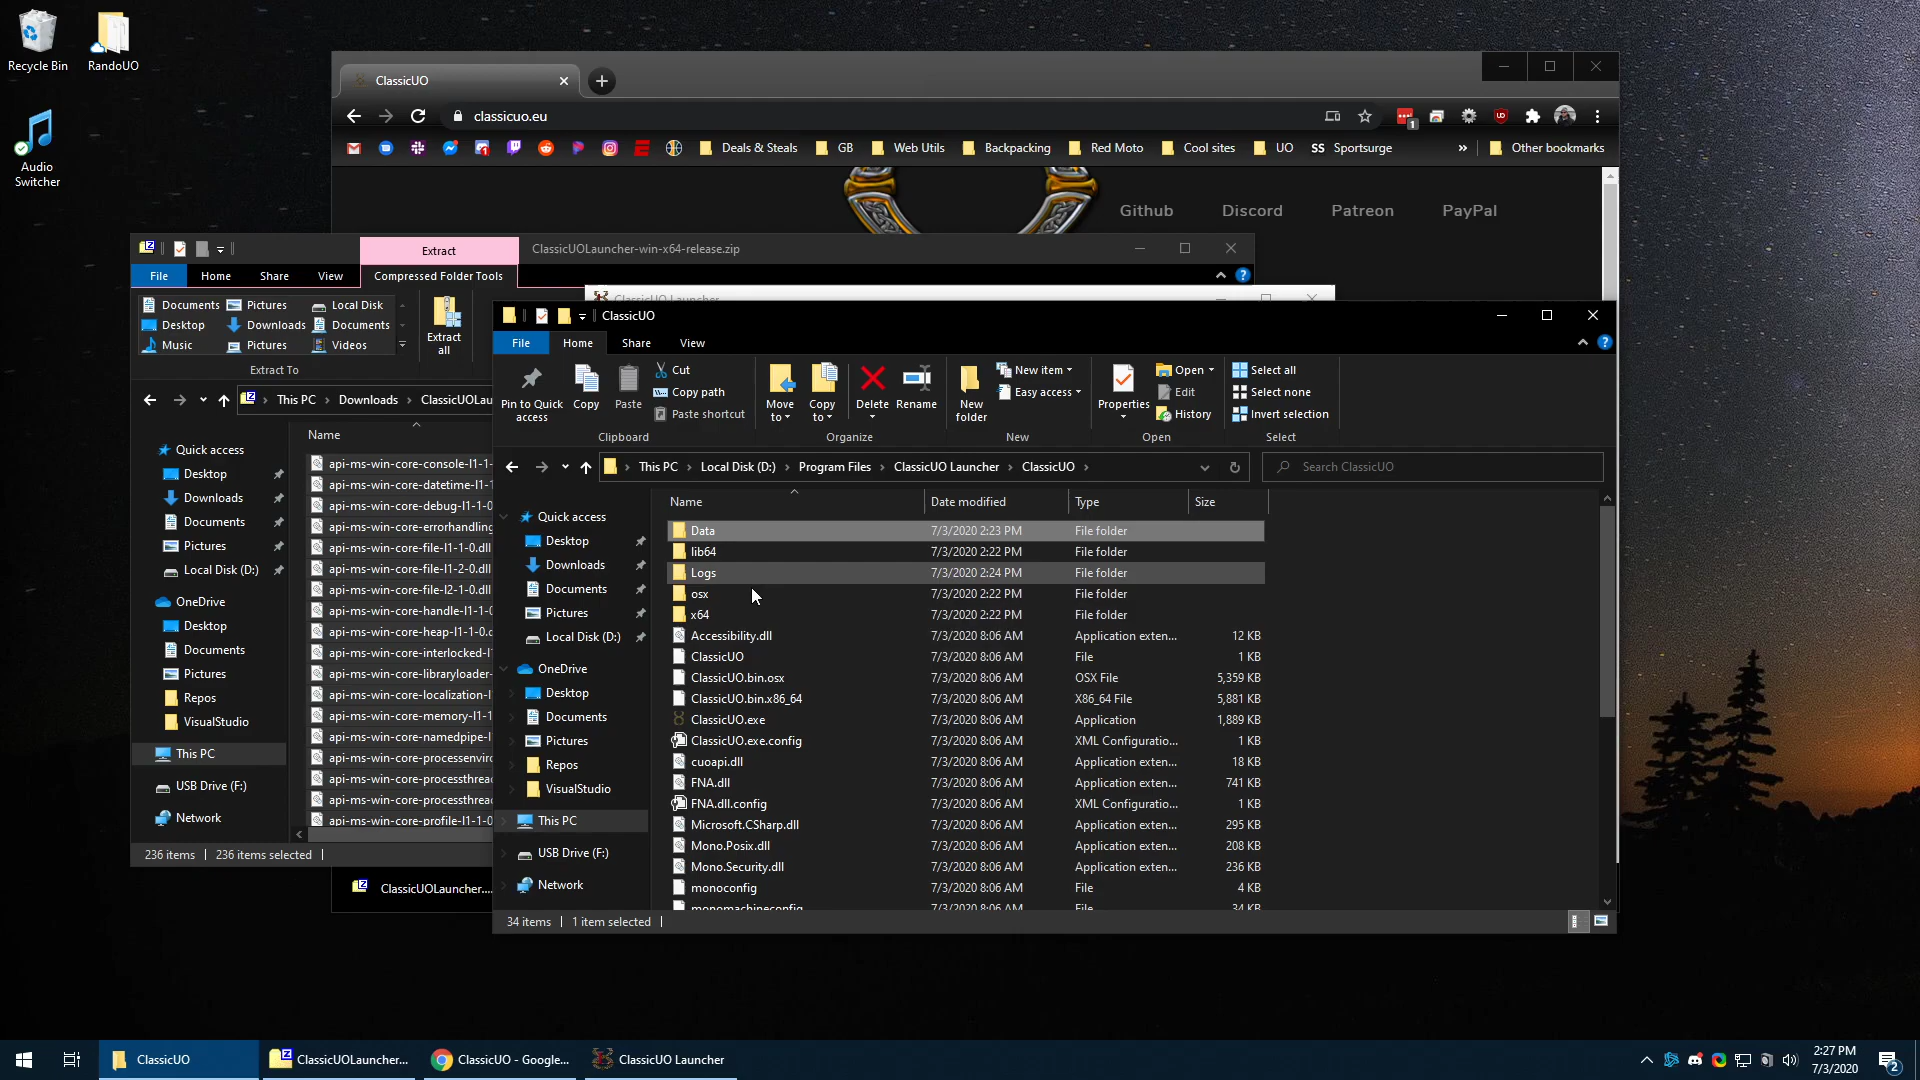 Recycle Bin
RandoUO
Audio
Switcher
ClassicUO
classicuo.eu
1
Deals & Steals
GB
Web Utils
Backpacking
Red Moto
Cool sites
UO
SS Sportsurge
»
Other bookmarks
Github
Discord
Patreon
PayPal
Extract
ClassicUOLauncher-win-x64-release.zip
File
Home
Share
View
Compressed Folder Tools
Documents
Pictures
Local Disk
Desktop
Downloads
Documents
Music
Pictures
Videos
Extract
all
Extract To
This PC
Downloads
ClassicUOLau
Name
Quick access
Desktop
Downloads
Documents
Pictures
Local Disk (D:)
OneDrive
Desktop
Documents
Pictures
Repos
VisualStudio
This PC
USB Drive (F:)
Network
api-ms-win-core-console-l1-1-
api-ms-win-core-datetime-l1-1
api-ms-win-core-debug-l1-1-0
api-ms-win-core-errorhandling
api-ms-win-core-file-l1-1-0.dll
api-ms-win-core-file-l1-2-0.dll
api-ms-win-core-file-l2-1-0.dll
api-ms-win-core-handle-l1-1-0
api-ms-win-core-heap-l1-1-0.d
api-ms-win-core-interlocked-l
api-ms-win-core-libraryloader-
api-ms-win-core-localization-l
api-ms-win-core-memory-l1-1
api-ms-win-core-namedpipe-l
api-ms-win-core-processenviro
api-ms-win-core-processthrea
api-ms-win-core-processthrea
api-ms-win-core-profile-l1-1-0
236 items
236 items selected
ClassicUOLauncher....
ClassicUO Launcher
ClassicUO
File
Home
Share
View
Pin to Quick
access
Copy
Paste
Cut
Copy path
Paste shortcut
Clipboard
Move
to
Copy
to
Delete
Rename
Organize
New
folder
New item
Easy access
New
Properties
Open
Edit
History
Open
Select all
Select none
Invert selection
Select
This PC
Local Disk (D:)
Program Files
ClassicUO Launcher
ClassicUO
Search ClassicUO
Quick access
Desktop
Downloads
Documents
Pictures
Local Disk (D:)
OneDrive
Desktop
Documents
Pictures
Repos
VisualStudio
This PC
USB Drive (F:)
Network
Name
Date modified
Type
Size
Data 7/3/2020 2:23 PM File folder
lib64 7/3/2020 2:22 PM File folder
Logs 7/3/2020 2:24 PM File folder
osx 7/3/2020 2:22 PM File folder
x64 7/3/2020 2:22 PM File folder
Accessibility.dll 7/3/2020 8:06 AM Application exten... 12 KB
ClassicUO 7/3/2020 8:06 AM File 1 KB
ClassicUO.bin.osx 7/3/2020 8:06 AM OSX File 5,359 KB
ClassicUO.bin.x86_64 7/3/2020 8:06 AM X86_64 File 5,881 KB
ClassicUO.exe 7/3/2020 8:06 AM Application 1,889 KB
ClassicUO.exe.config 7/3/2020 8:06 AM XML Configuratio... 1 KB
cuoapi.dll 7/3/2020 8:06 AM Application exten... 18 KB
FNA.dll 7/3/2020 8:06 AM Application exten... 741 KB
FNA.dll.config 7/3/2020 8:06 AM XML Configuratio... 1 KB
Microsoft.CSharp.dll 7/3/2020 8:06 AM Application exten... 295 KB
Mono.Posix.dll 7/3/2020 8:06 AM Application exten... 208 KB
Mono.Security.dll 7/3/2020 8:06 AM Application exten... 236 KB
monoconfig 7/3/2020 8:06 AM File 4 KB
monomachineconfig 7/3/2020 8:06 AM File 34 KB
34 items
1 item selected
ClassicUO
ClassicUOLauncher...
ClassicUO - Google...
ClassicUO Launcher
2:27 PM
7/3/2020
2